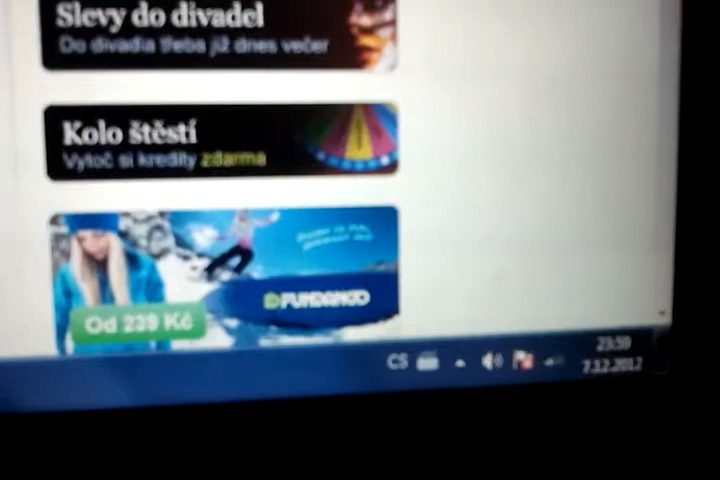 Slevy do divadel
Do divadla třeba již dnes večer
Kolo štěstí
Vytoč si kredity zdarma
FUNDANGO
Od 239 Kč
CS
23:59
7.12.2012